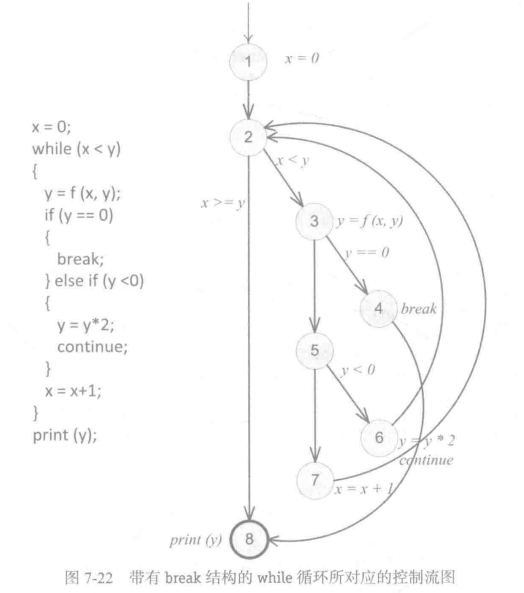 x = 0;
while (x < y)
{
y = f (x, y);
if (y == 0)
{
break;
} else if (y <0)
{
y = y*2;
continue;
}
x = x+1;
}
print (y);
1
x = 0
2
x < y
x >= y
3
y = f (x, y)
y == 0
4
break
5
y < 0
6
y = y * 2
continue
7
x = x + 1
print (y)
8
图 7-22 带有 break 结构的 while 循环所对应的控制流图